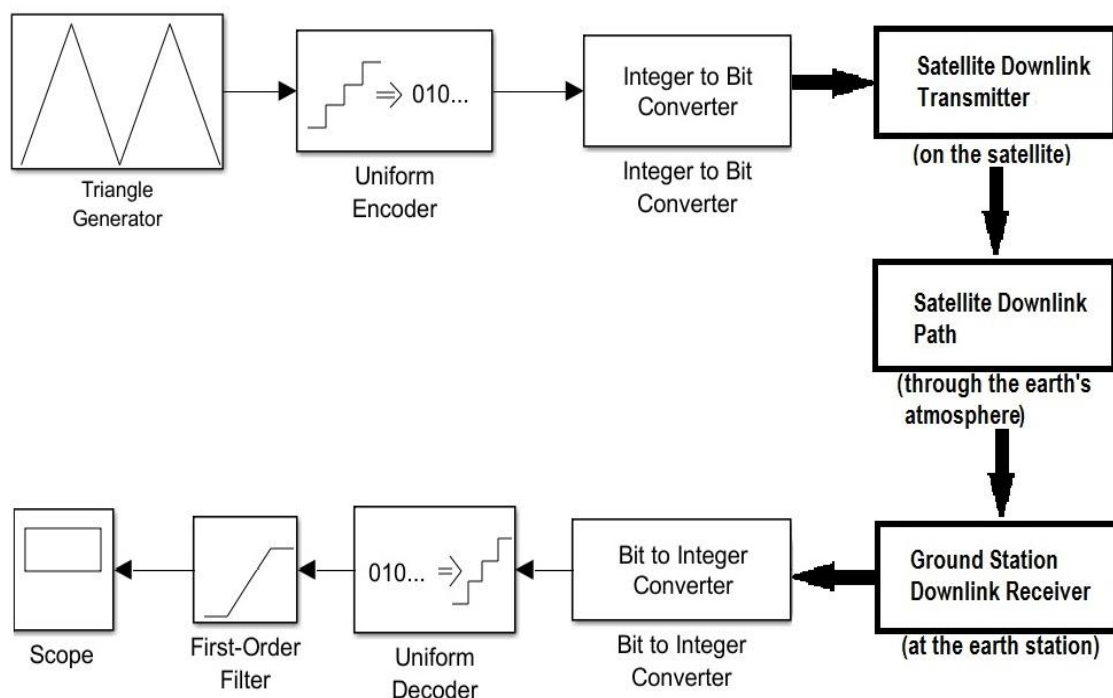 Triangle
Generator
010...
Uniform
Encoder
Integer to Bit
Converter
Integer to Bit
Converter
Satellite Downlink
Transmitter
(on the satellite)
Satellite Downlink
Path
(through the earth's
atmosphere)
Ground Station
Downlink Receiver
(at the earth station)
Bit to Integer
Converter
Bit to Integer
Converter
010...
Uniform
Decoder
First-Order
Filter
Scope